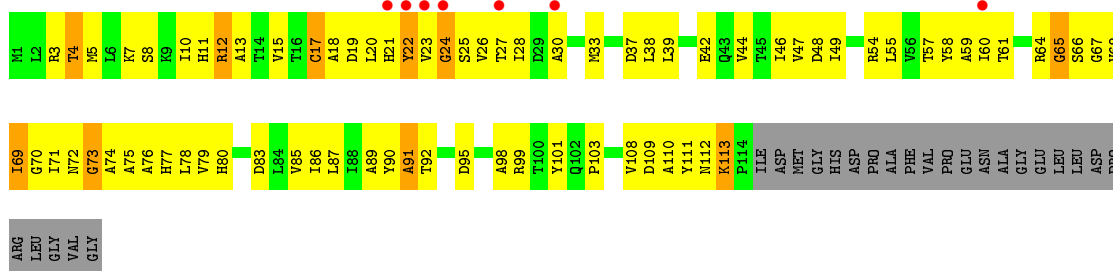 M1 L2 R3 T4 M5 L6 K7 S8 K9 I10 H11 R12 A13 T14 V15 T16 C17 A18 D19 L20 H21 Y22 V23 G24 S25 V26 T27 I28 D29 A30 M33 D37 L38 L39 E42 Q43 V44 T45 I46 V47 D48 I49 R54 L55 V56 T57 Y58 A59 I60 T61 R64 G65 S66 G67
I69 G70 I71 N72 G73 A74 A75 A76 H77 L78 V79 H80 D83 L84 V85 I86 L87 I88 A89 Y90 A91 T92 D95 A98 R99 T100 Y101 Q102 P103 V108 D109 A110 Y111 N112 K113 P114 ILE ASP MET GLY HIS ASP PRO ALA PHE VAL PRO GLU ASN ALA GLY GLU LEU LEU ASP
ARG LEU GLY VAL GLY